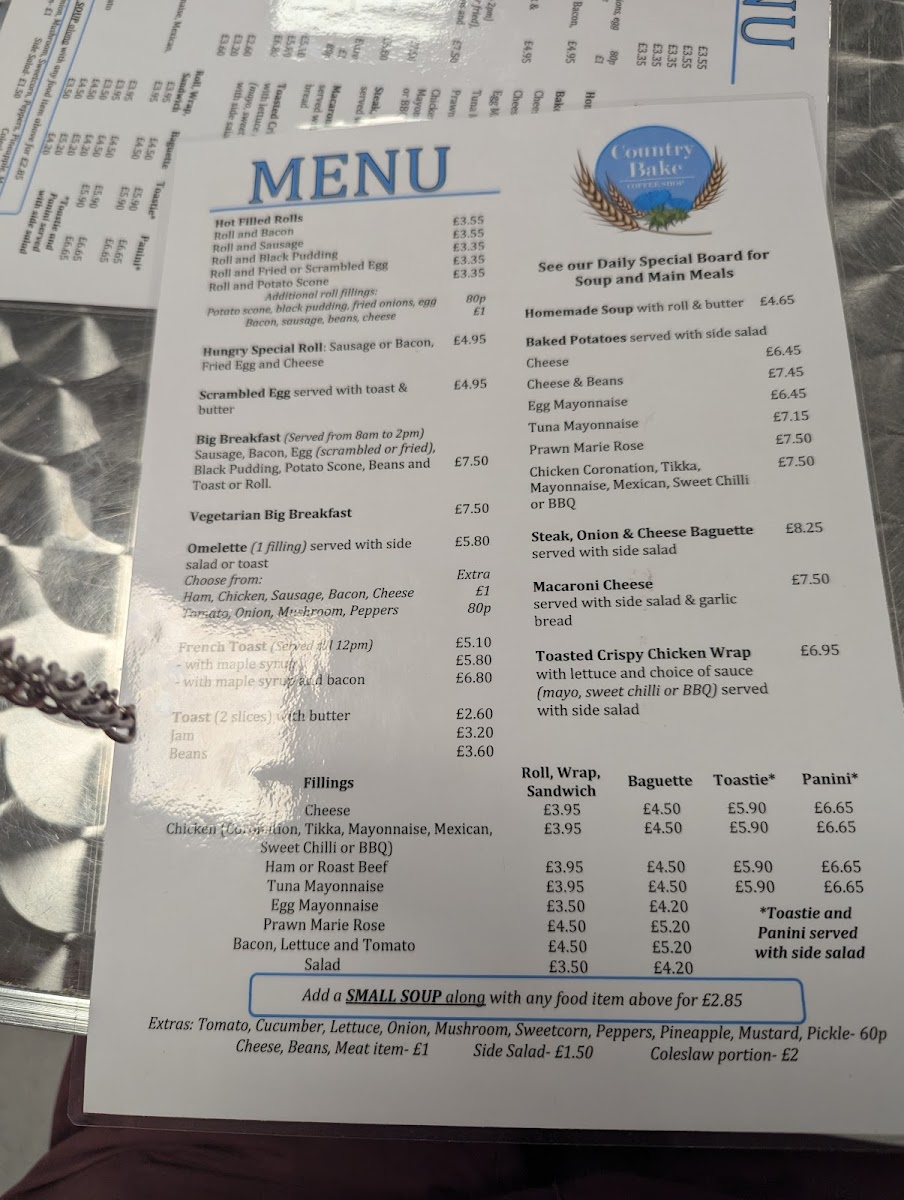 MENU
Country
Bake
COFFEE SHOP
Hot Filled Rolls
Roll and Bacon £3.55
Roll and Sausage £3.55
Roll and Black Pudding £3.35
Roll and Fried or Scrambled Egg £3.35
Roll and Potato Scone £3.35
Additional roll fillings:
Potato scone, black pudding, fried onions, egg 80p
Bacon, sausage, beans, cheese £1
Hungry Special Roll: Sausage or Bacon, £4.95
Fried Egg and Cheese
Scrambled Egg served with toast & £4.95
butter
Big Breakfast (Served from 8am to 2pm)
Sausage, Bacon, Egg (scrambled or fried),
Black Pudding, Potato Scone, Beans and £7.50
Toast or Roll.
Vegetarian Big Breakfast £7.50
Omelette (1 filling) served with side £5.80
salad or toast
Choose from: Extra
Ham, Chicken, Sausage, Bacon, Cheese £1
Tomato, Onion, Mushroom, Peppers 80p
French Toast (Served till 12pm) £5.10
- with maple syrup £5.80
- with maple syrup and bacon £6.80
Toast (2 slices) with butter £2.60
Jam £3.20
Beans £3.60
See our Daily Special Board for
Soup and Main Meals
Homemade Soup with roll & butter £4.65
Baked Potatoes served with side salad
Cheese £6.45
Cheese & Beans £7.45
Egg Mayonnaise £6.45
Tuna Mayonnaise £7.15
Prawn Marie Rose £7.50
Chicken Coronation, Tikka, £7.50
Mayonnaise, Mexican, Sweet Chilli
or BBQ
Steak, Onion & Cheese Baguette £8.25
served with side salad
Macaroni Cheese £7.50
served with side salad & garlic
bread
Toasted Crispy Chicken Wrap £6.95
with lettuce and choice of sauce
(mayo, sweet chilli or BBQ) served
with side salad
Fillings Roll, Wrap, Sandwich Baguette Toastie* Panini*
Cheese £3.95 £4.50 £5.90 £6.65
Chicken (Coronation, Tikka, Mayonnaise, Mexican, £3.95 £4.50 £5.90 £6.65
Sweet Chilli or BBQ)
Ham or Roast Beef £3.95 £4.50 £5.90 £6.65
Tuna Mayonnaise £3.95 £4.50 £5.90 £6.65
Egg Mayonnaise £3.50 £4.20
Prawn Marie Rose £4.50 £5.20
Bacon, Lettuce and Tomato £4.50 £5.20
Salad £3.50 £4.20
*Toastie and
Panini served
with side salad
Add a SMALL SOUP along with any food item above for £2.85
Extras: Tomato, Cucumber, Lettuce, Onion, Mushroom, Sweetcorn, Peppers, Pineapple, Mustard, Pickle- 60p
Cheese, Beans, Meat item- £1 Side Salad- £1.50 Coleslaw portion- £2